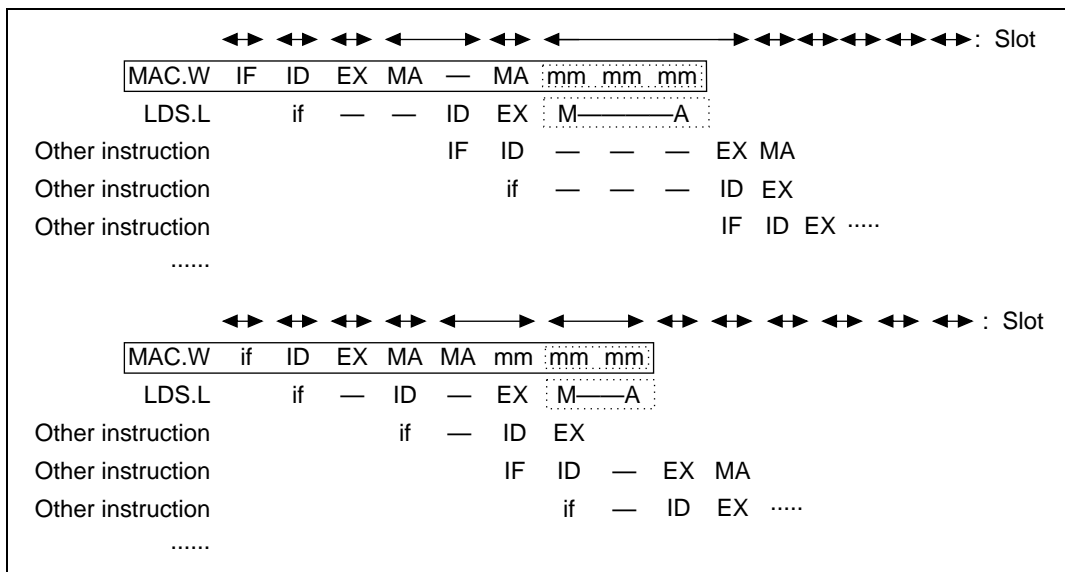 : Slot
MAC.W IF ID EX MA — MA mm mm mm
LDS.L if — — ID EX M————A
Other instruction IF ID — — — EX MA
Other instruction if — — — ID EX
Other instruction IF ID EX ·····
......
: Slot
MAC.W if ID EX MA MA mm mm mm
LDS.L if — ID — EX M——A
Other instruction if — ID EX
Other instruction IF ID — EX MA
Other instruction if — ID EX ·····
......